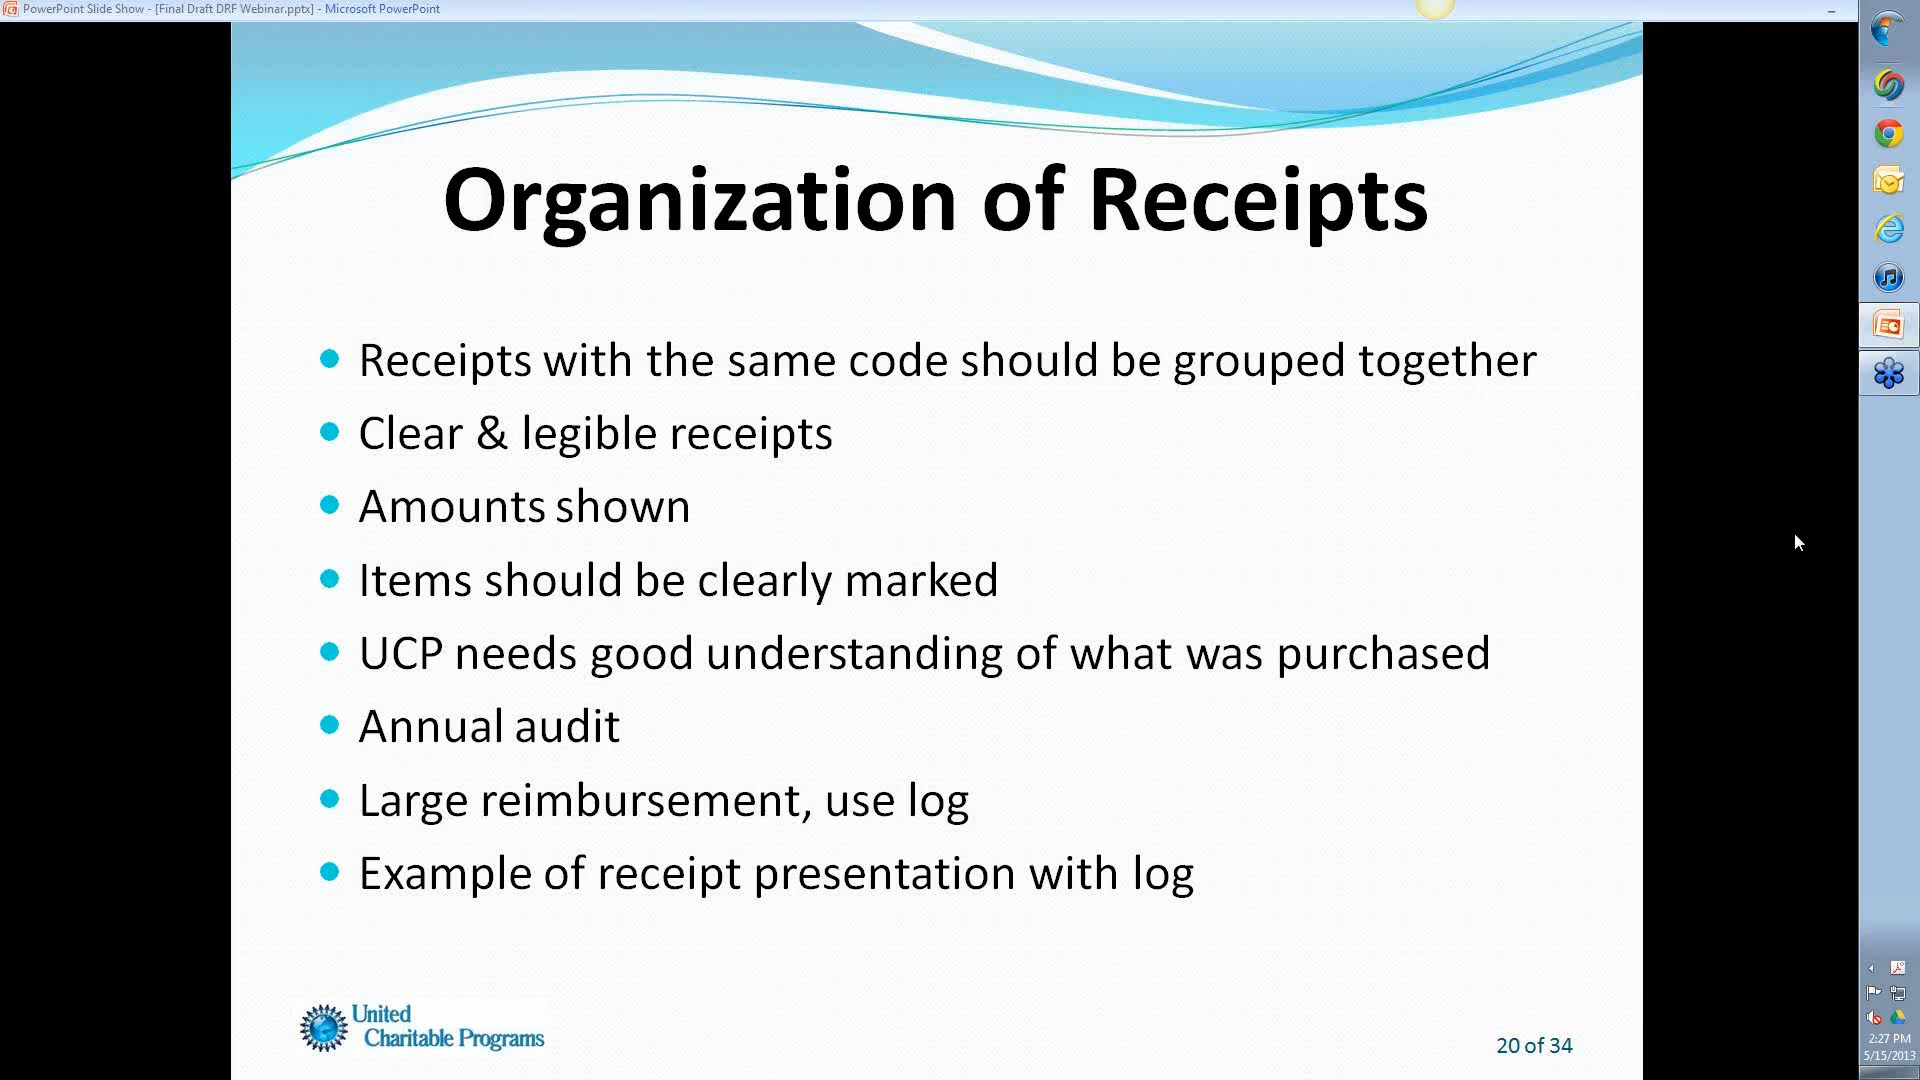 PowerPoint Slide Show - [Final Draft DRF Webinar.pptx] - Microsoft PowerPoint
Organization of Receipts
Receipts with the same code should be grouped together
Clear & legible receipts
Amounts shown
Items should be clearly marked
UCP needs good understanding of what was purchased
Annual audit
Large reimbursement, use log
Example of receipt presentation with log
United
Charitable Programs
20 of 34
2:27 PM
5/15/2013